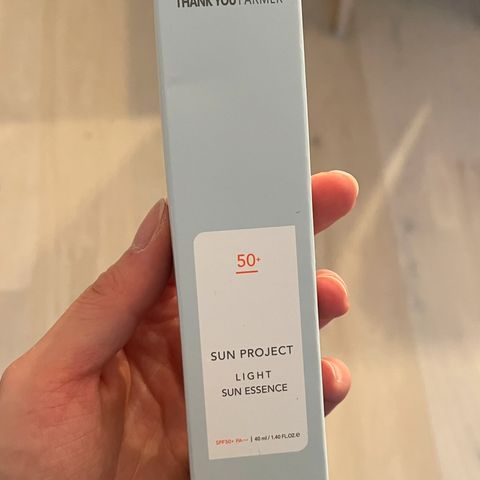 THANK YOU FARMER
50+
SUN PROJECT
LIGHT
SUN ESSENCE
SPF50+ PA+++ | 40 ml / 1.40 FL.OZ.e